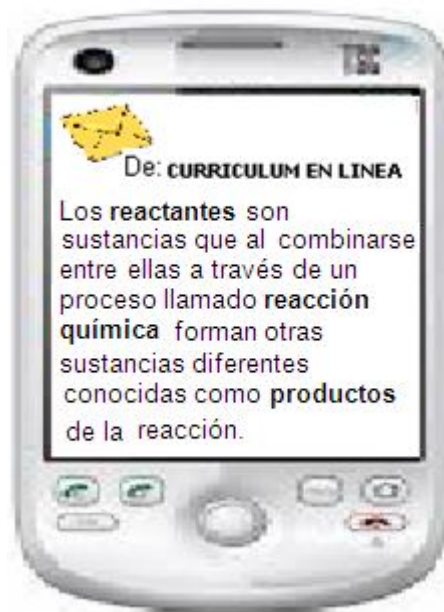 De: CURRICULUM EN LINEA
Los reactantes son
sustancias que al combinarse
entre ellas a través de un
proceso llamado reacción
química forman otras
sustancias diferentes
conocidas como productos
de la reacción.